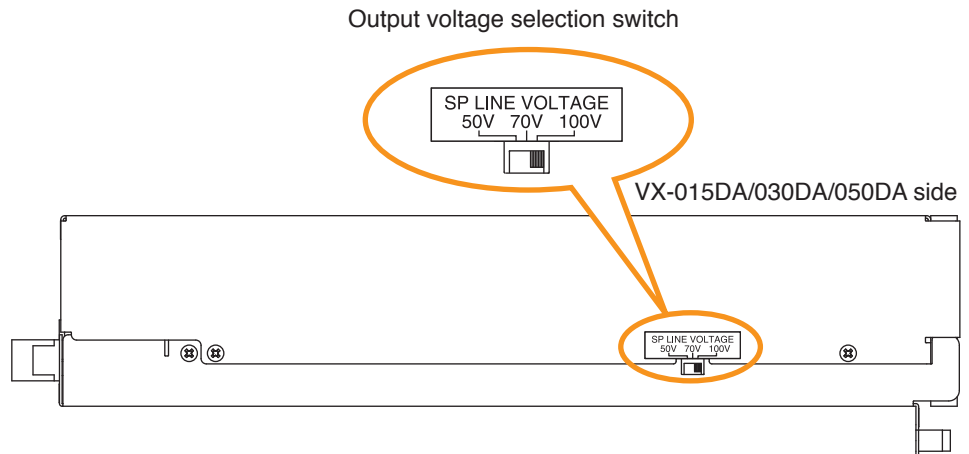 Output voltage selection switch
SP LINE VOLTAGE
50V 70V 100V
VX-015DA/030DA/050DA side
SP LINE VOLTAGE
50V 70V 100V